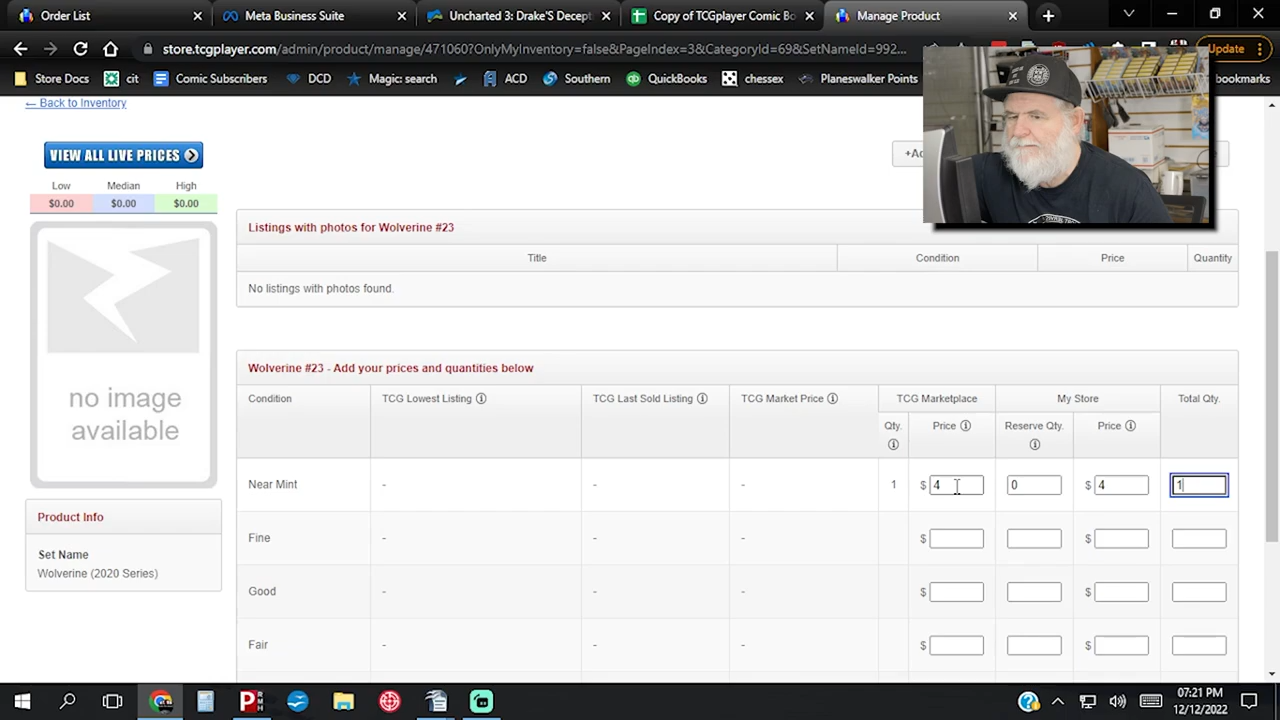 Order List
Meta Business Suite
Uncharted 3: Drake'S Decept
Copy of TCGplayer Comic Bo
Manage Product
store.tcgplayer.com/admin/product/manage/471060?OnlyMyInventory=false&PageIndex=3&CategoryId=69&SetNameId=992...
Update
Store Docs
cit
Comic Subscribers
DCD
Magic: search
ACD
Southern
QuickBooks
chessex
Planeswalker Points
bookmarks
← Back to Inventory
VIEW ALL LIVE PRICES
Low Median High
$0.00 $0.00 $0.00
no image
available
Product Info
Set Name
Wolverine (2020 Series)
+Ad
Listings with photos for Wolverine #23
Title Condition Price Quantity
No listings with photos found.
Wolverine #23 - Add your prices and quantities below
Condition TCG Lowest Listing TCG Last Sold Listing TCG Market Price TCG Marketplace My Store Total Qty.
Qty. Price Reserve Qty. Price
Near Mint - - - 1 $ 4 0 $ 4 1
Fine - - - $ $
Good - - - $ $
Fair - - - $ $
07:21 PM
12/12/2022